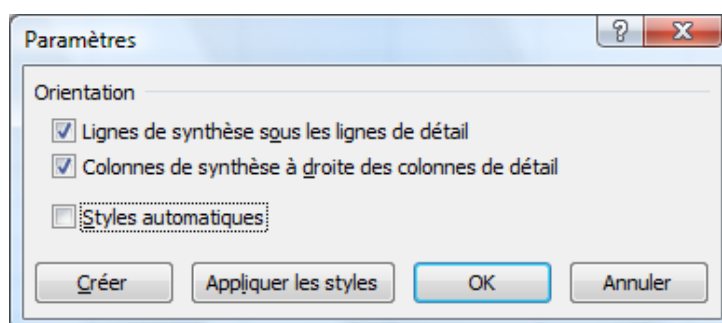 Paramètres
Orientation
Lignes de synthèse sous les lignes de détail
Colonnes de synthèse à droite des colonnes de détail
Styles automatiques
Créer Appliquer les styles OK Annuler